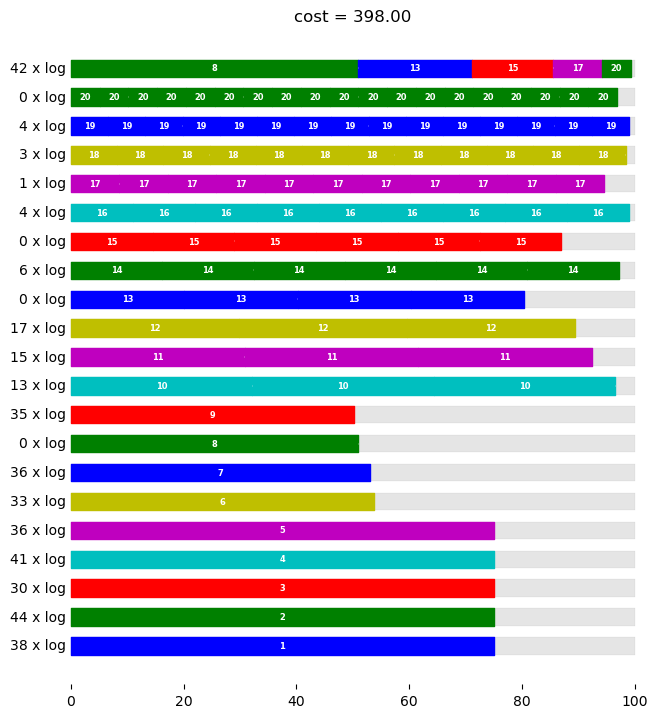 cost = 398.00
42 x log 8 13 15 17 20
0 x log 20 20 20 20 20 20 20 20 20 20 20 20 20 20 20 20 20 20 20
4 x log 19 19 19 19 19 19 19 19 19 19 19 19 19 19 19
3 x log 18 18 18 18 18 18 18 18 18 18 18 18
1 x log 17 17 17 17 17 17 17 17 17 17 17
4 x log 16 16 16 16 16 16 16 16 16
0 x log 15 15 15 15 15 15
6 x log 14 14 14 14 14 14
0 x log 13 13 13 13
17 x log 12 12 12
15 x log 11 11 11
13 x log 10 10 10
35 x log 9
0 x log 8
36 x log 7
33 x log 6
36 x log 5
41 x log 4
30 x log 3
44 x log 2
38 x log 1
0 20 40 60 80 100